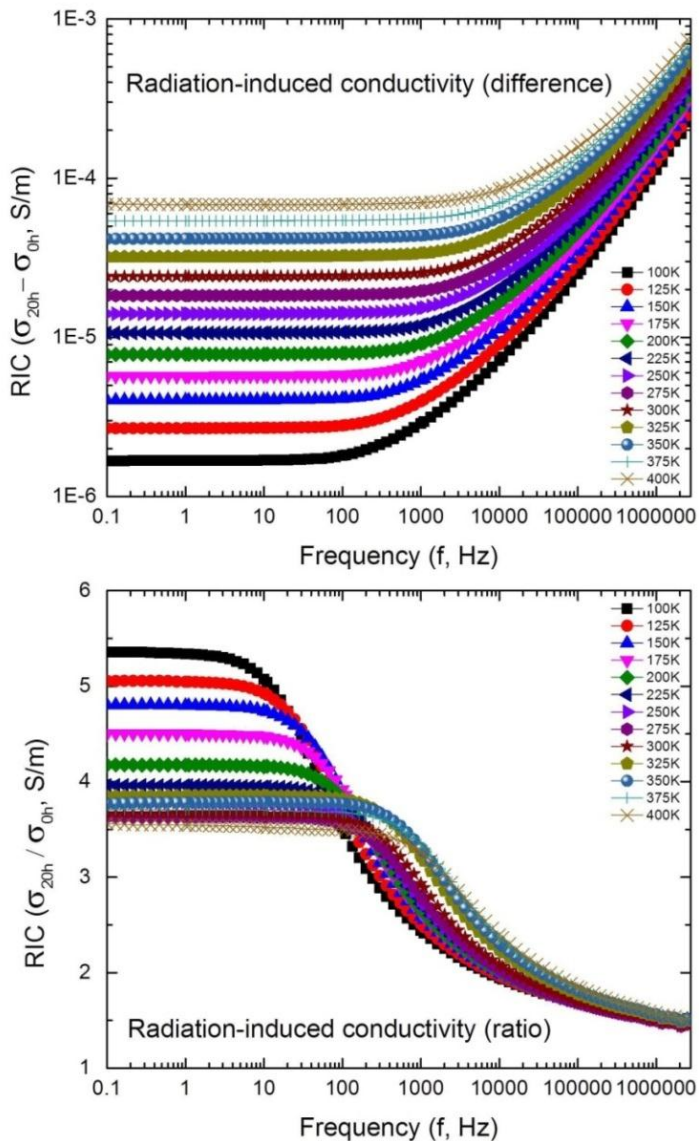 1E-3
Radiation-induced conductivity (difference)
1E-4
1E-5
1E-6
RIC (σ20h – σ0h, S/m)
100K
125K
150K
175K
200K
225K
250K
275K
300K
325K
350K
375K
400K
0.1 1 10 100 1000 10000 100000 1000000
Frequency (f, Hz)
6
5
4
3
2
1
RIC (σ20h / σ0h, S/m)
100K
125K
150K
175K
200K
225K
250K
275K
300K
325K
350K
375K
400K
Radiation-induced conductivity (ratio)
0.1 1 10 100 1000 10000 100000 1000000
Frequency (f, Hz)